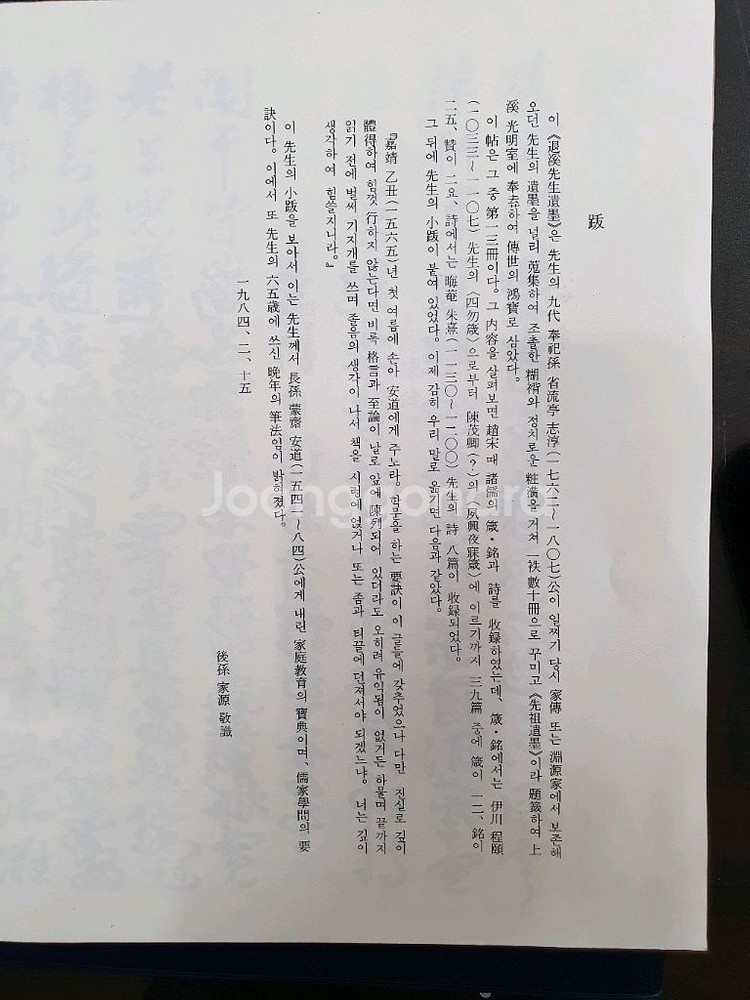 跋
이 《退溪先生遺墨》은 先生의 九代 奉祀孫 省流亭 志淳(一七六二～一八○七)公이 일찌기 당시 家傳 또는 淵源家에서 보존해
오던 先生의 遺墨을 널리 蒐集하여 조촐한 糊褙와 정치로운 粧潢을 거쳐 一袟 數十冊으로 꾸미고 《先祖遺墨》이라 題籤하여 上
溪 光明室에 奉弆하여 傳世의 鴻寶로 삼았다。
이 帖은 그 중 第一三冊이다。 그 内容을 살펴보면 趙宋 때 諸儒의 箴・銘과 詩를 收録하였는데、 箴・銘에서는 伊川 程頤
(一○三三～一一○七) 先生의 〈四勿箴〉으로부터 陳茂卿(?)의 〈夙興夜寐箴〉에 이르기까지 三九篇 중에 箴이 一二、 銘이
二五、 贊이 二요、 詩에서는 晦菴 朱熹(一一三○～一二○○) 先生의 詩 八篇이 收録되었다。
그 뒤에 先生의 小跋이 붙여 있었다。 이제 감히 우리 말로 옮기면 다음과 같았다。
『嘉靖 乙丑(一五六五)년 첫 여름에 손아 安道에게 주노라。 학문을 하는 要訣이 이 글들에 갖추었으나 다만 진실로 깊이
體得하여 힘껏 行하지 않는다면 비록 格言과 至論이 날로 앞에 陳列되어 있더라도 오히려 유익됨이 없거든 하물며 끝까지
읽기 전에 벌써 기지개를 쓰며 졸음의 생각이 나서 책을 시렁에 얹거나 또는 좀과 티끌에 던져서야 되겠느냐。 너는 깊이
생각하여 힘쓸지니라。』
이 先生의 小跋을 보아서 이는 先生께서 長孫 蒙齋 安道(一五四一～八四)公에게 내린 家庭教育의 寶典이며、 儒家學問의 要
訣이다。 이에서 또 先生의 六五歲에 쓰신 晩年의 筆法임이 밝혀졌다。
一九八四、二、十五
後孫 家源 敬識